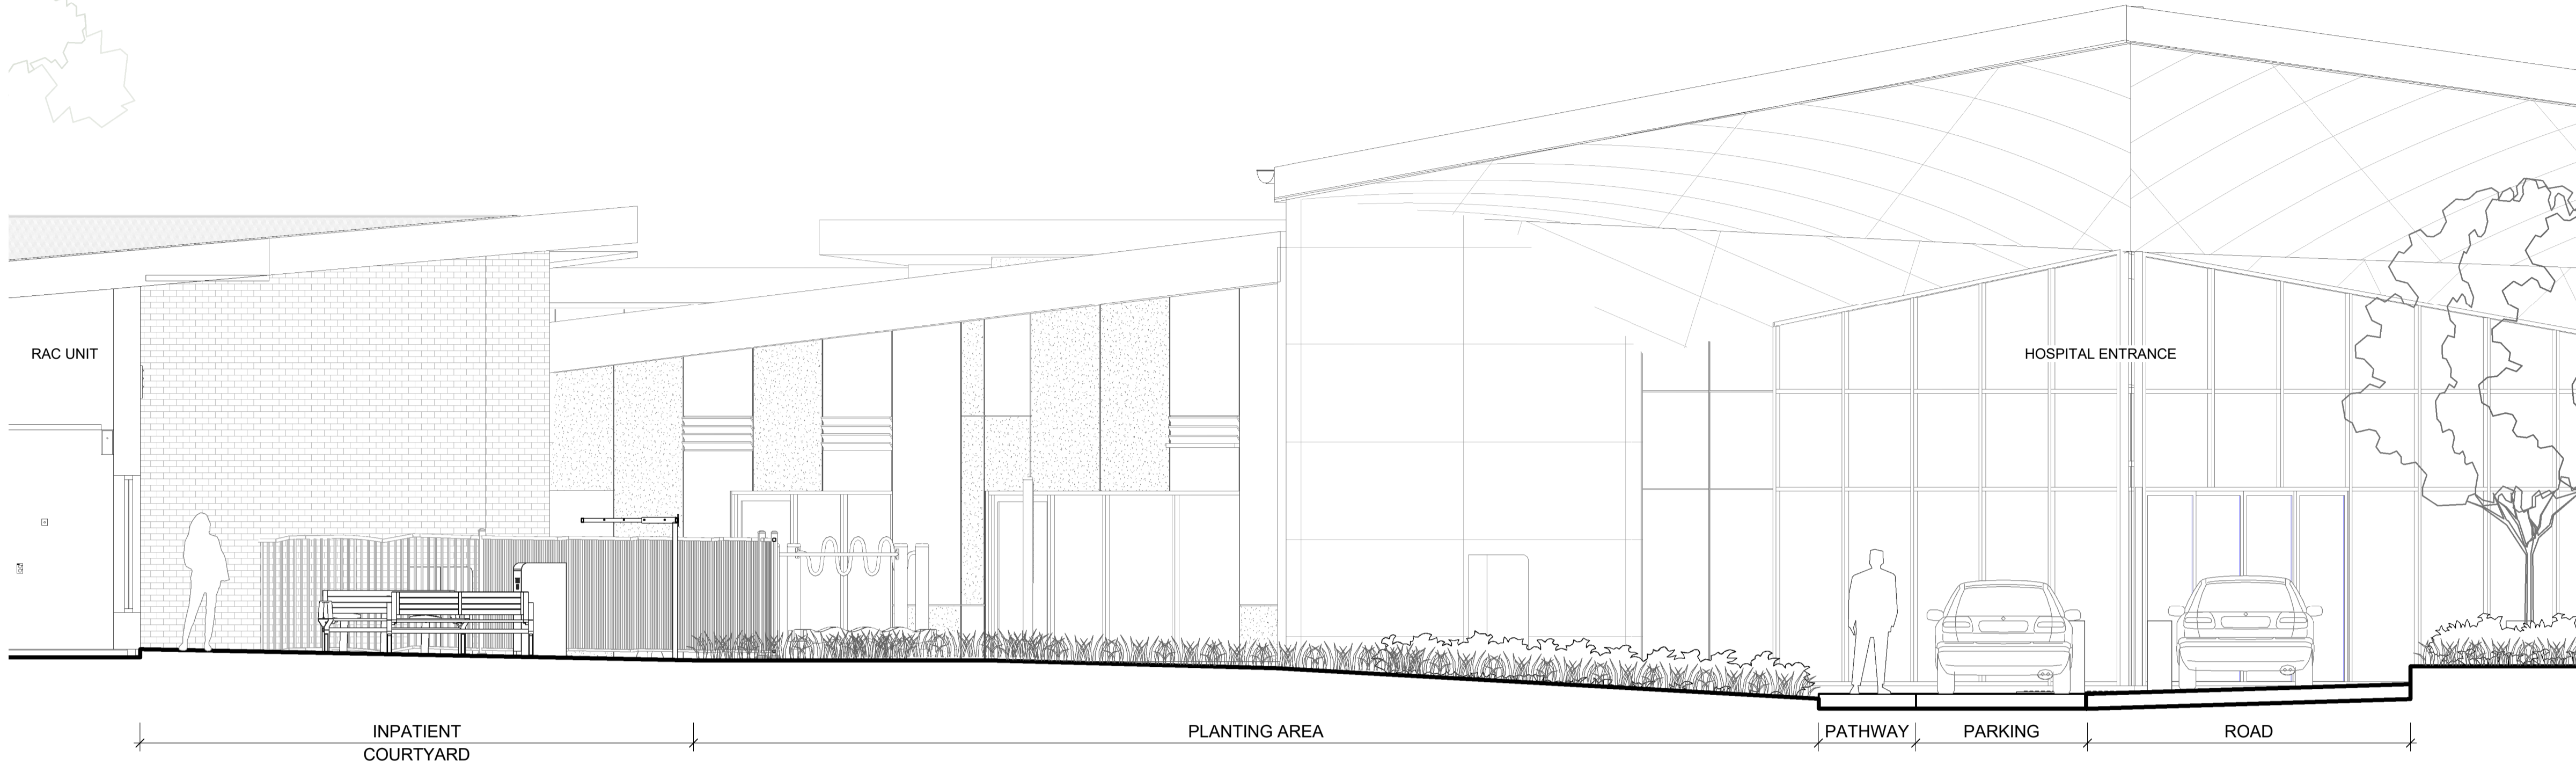 RAC UNIT
HOSPITAL ENTRANCE
INPATIENT
COURTYARD
PLANTING AREA
PATHWAY
PARKING
ROAD